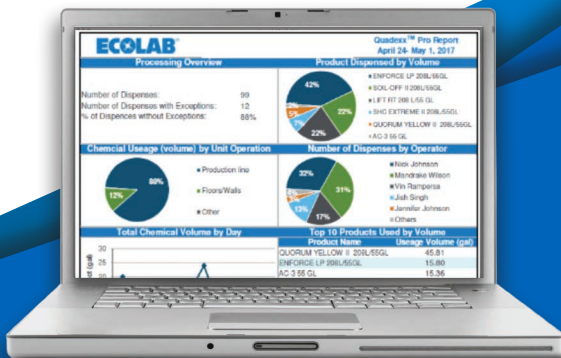 ECOLAB
Quadexx™ Pro Report
April 24- May 1, 2017
Processing Overview
Number of Dispenses: 99
Number of Dispenses with Exceptions: 12
% of Dispences without Exceptions: 88%
Product Dispensed by Volume
42%
22%
22%
7%
5%
ENFORCE LP 208L/55GL
SOIL-OFF II 208L/55GL
LIFT RT 208 L/55 GL
SHC EXTREME II 208L/55GL
QUORUM YELLOW II 208L/55GL
AC-3 55 GL
Chemcial Useage (volume) by Unit Operation
88%
12%
Production line
Floors/Walls
Other
Number of Dispenses by Operator
32%
31%
17%
13%
Nick Johnson
Mandrake Wilson
Vin Rampersa
Jish Singh
Jennifer Johnson
Others
Total Chemical Volume by Day
30
25
20
Top 10 Products Used by Volume
Product Name Useage Volume (gal)
QUORUM YELLOW II 208L/55GL 45.81
ENFORCE LP 208L/55GL 15.80
AC 3 55 GL 15.36